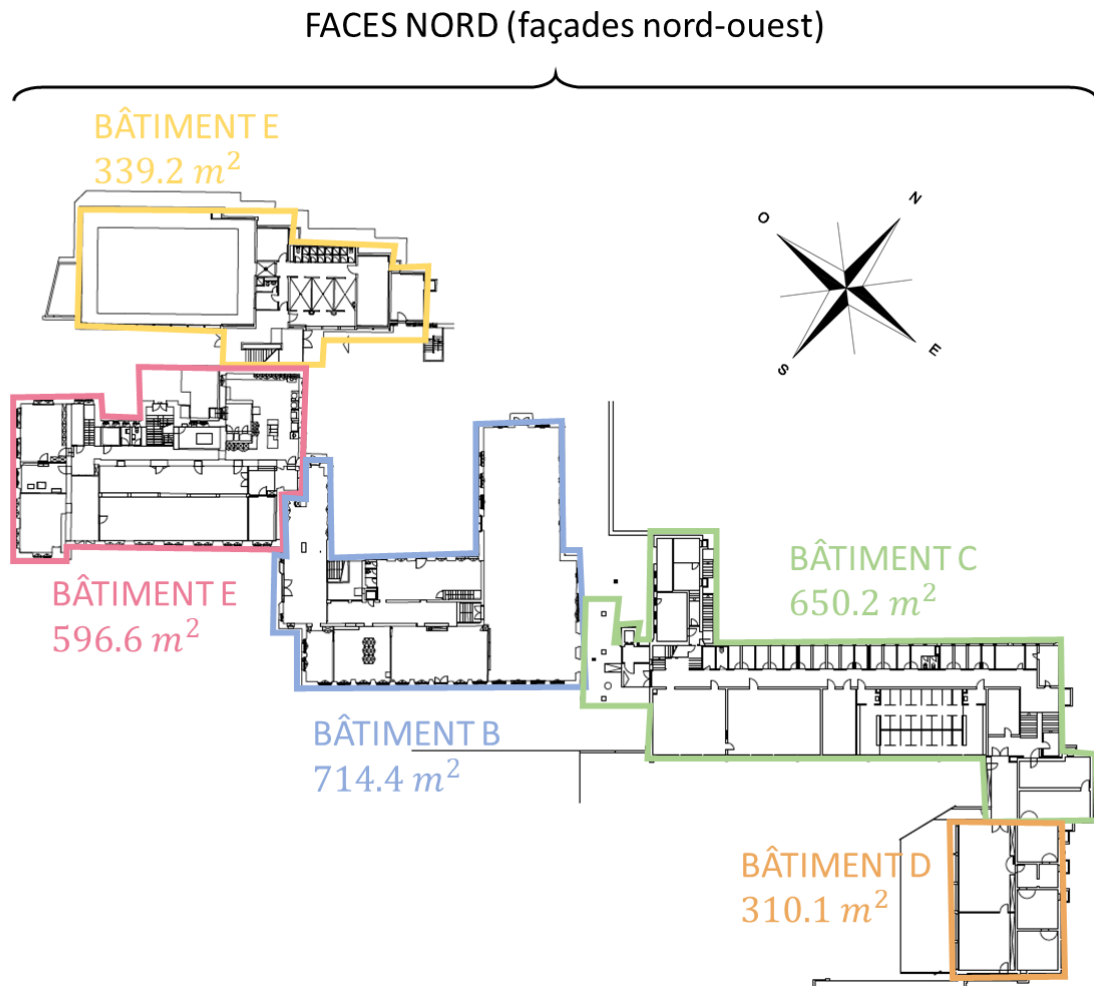 FACES NORD (façades nord-ouest)
BÂTIMENT E
339.2 m²
N
O
E
S
BÂTIMENT E
596.6 m²
BÂTIMENT C
650.2 m²
BÂTIMENT B
714.4 m²
BÂTIMENT D
310.1 m²